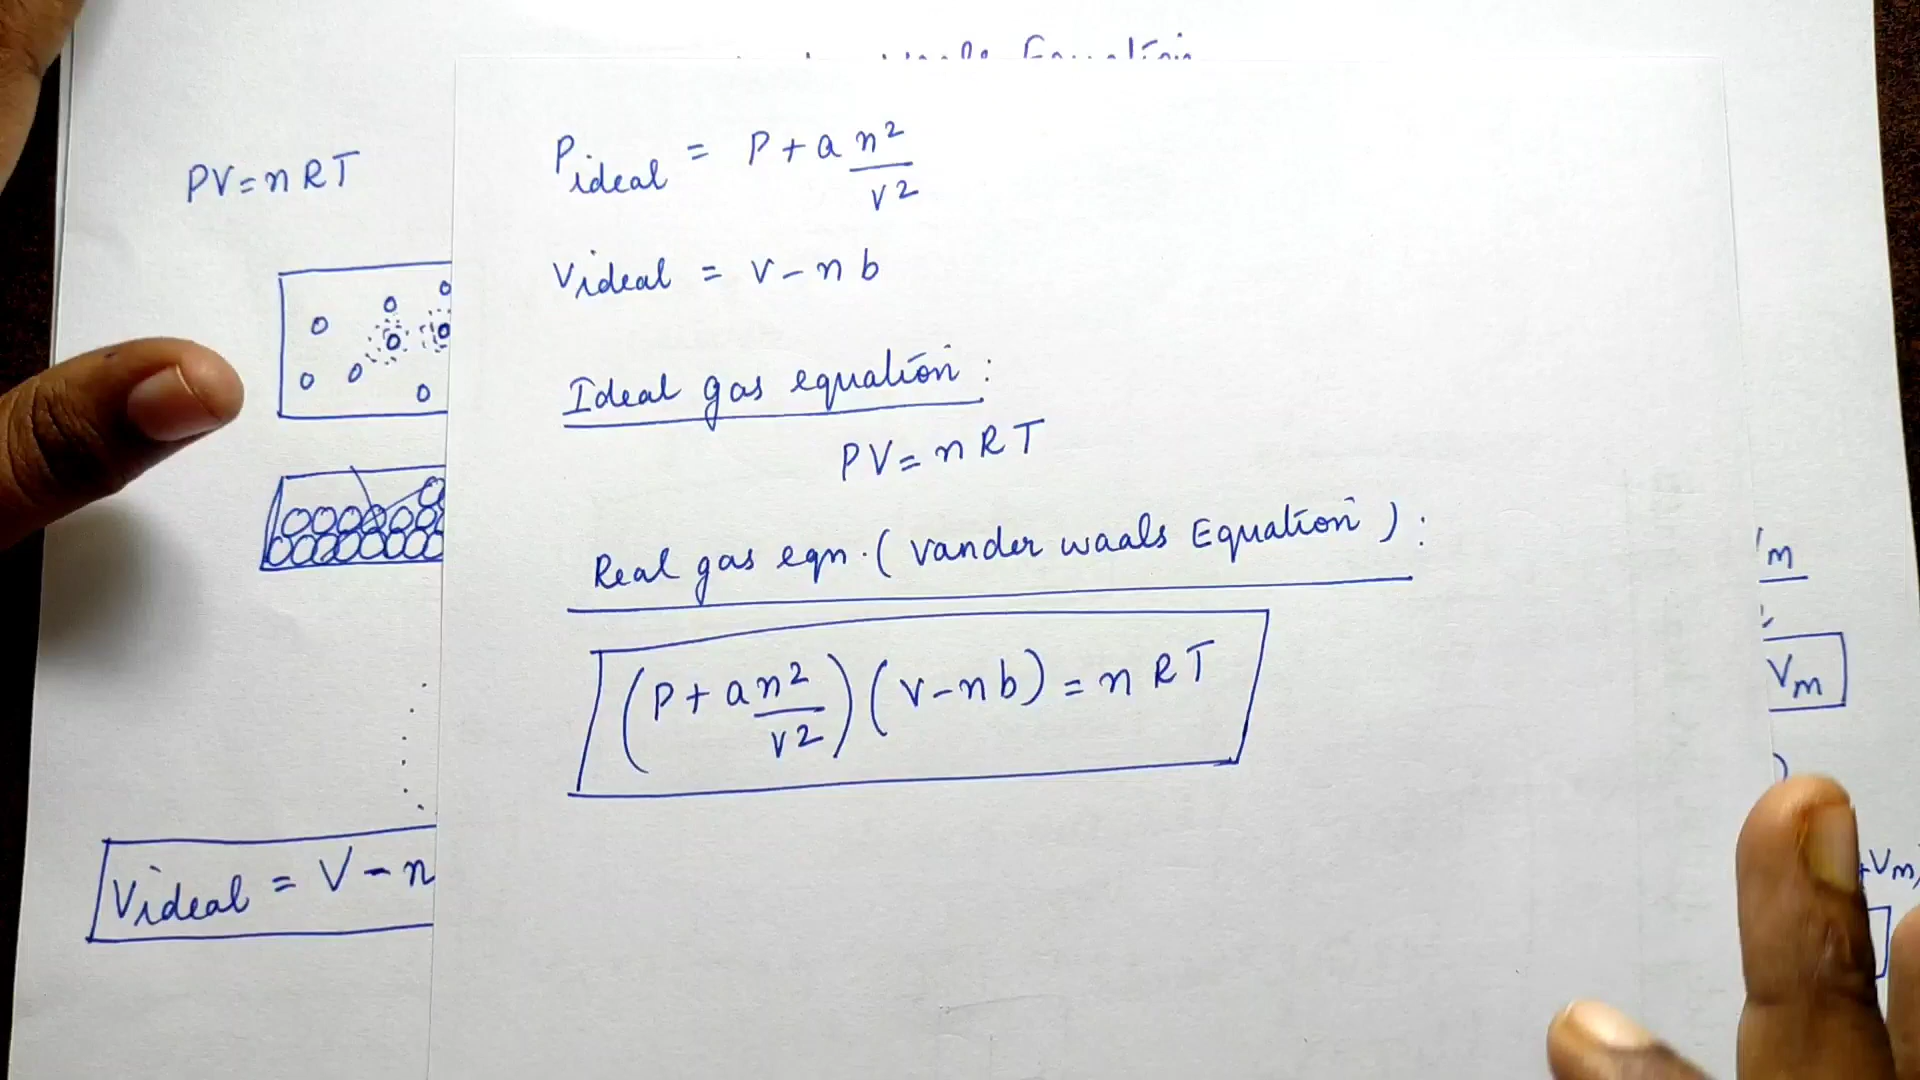 Equation
PV=nRT
Pideal = P+an²/V²
Videal = V-nb
Ideal gas equation:
PV=nRT
Real gas eqn.(Vander waals Equation):
(P+an²/V²)(V-nb)=nRT
Videal = V-n
Vm
+Vm